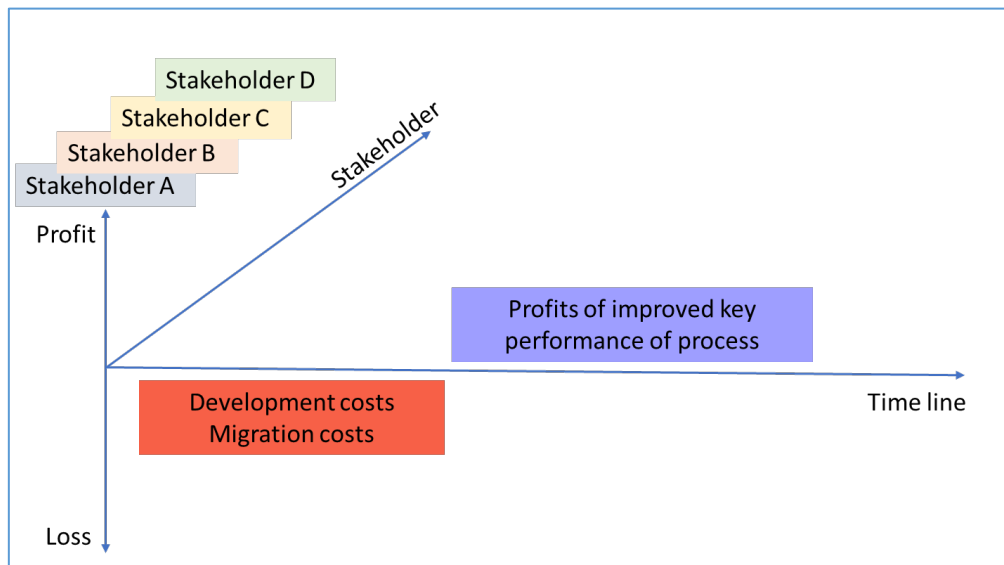 Stakeholder D
Stakeholder C
Stakeholder B
Stakeholder A
Stakeholder
Profit
Profits of improved key
performance of process
Development costs
Migration costs
Time line
Loss